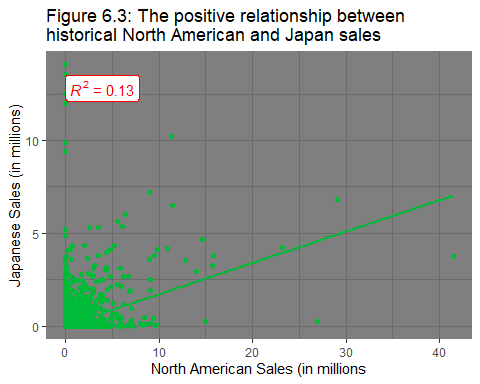 Figure 6.3: The positive relationship between
historical North American and Japan sales
R² = 0.13
Japanese Sales (in millions)
10
5
0
0 10 20 30 40
North American Sales (in millions